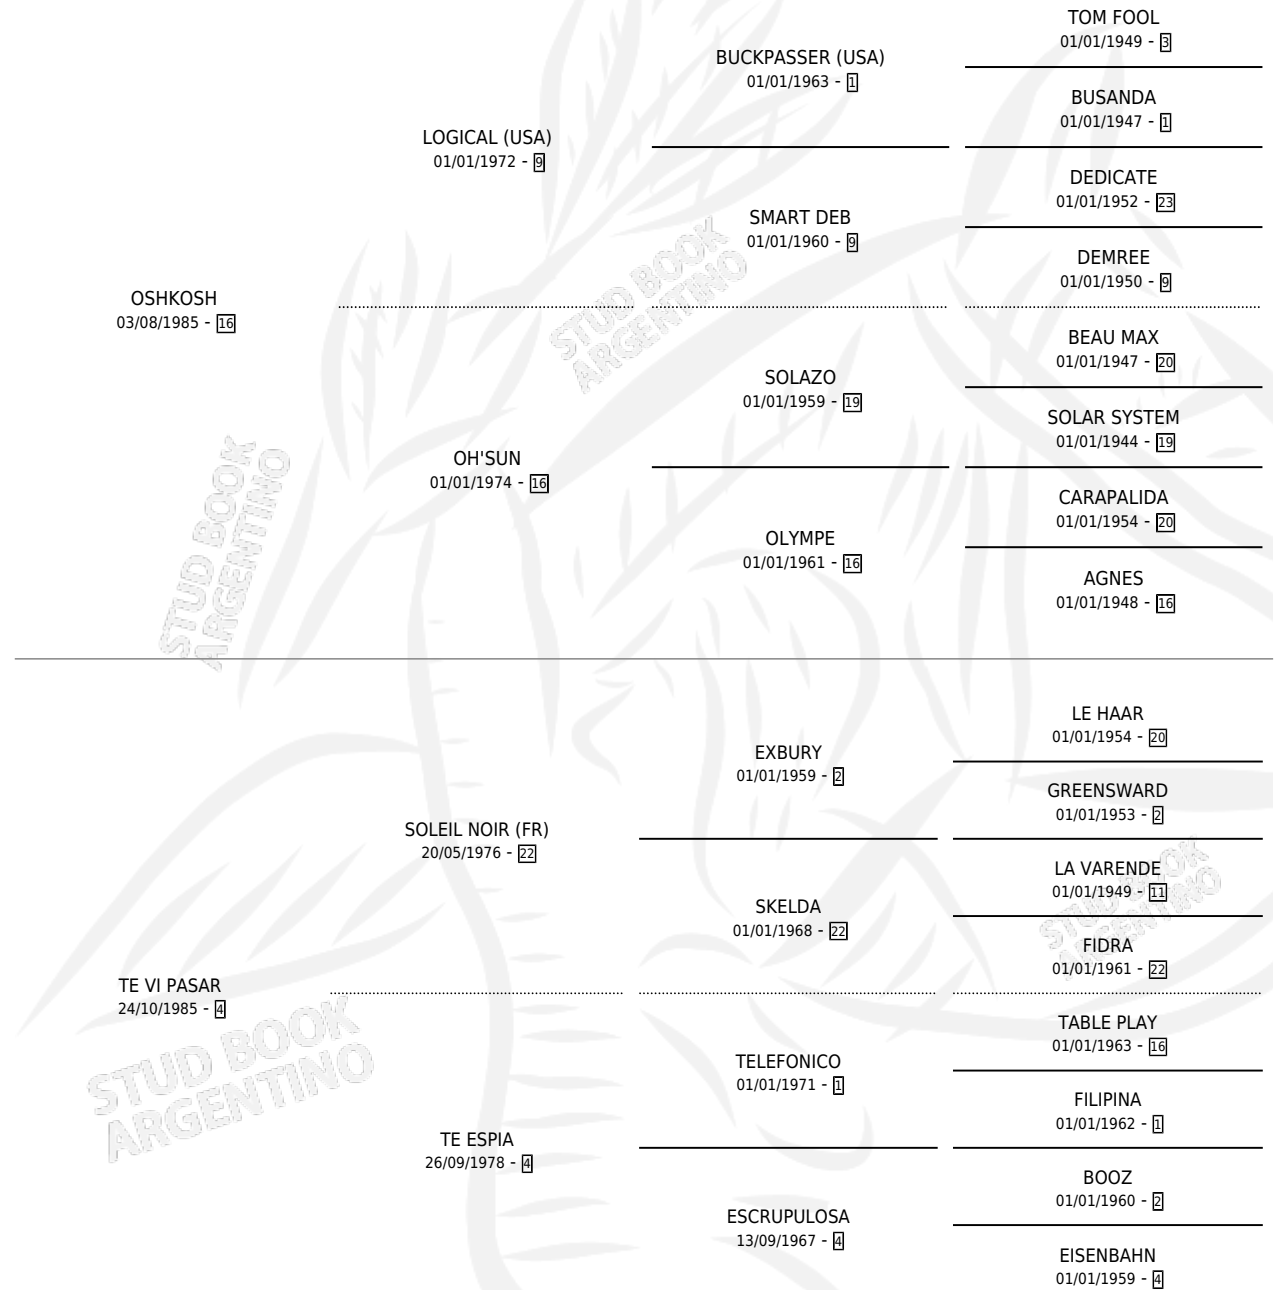 TOM FOOL
01/01/1949 - 3
BUCKPASSER (USA)
01/01/1963 - 1
BUSANDA
01/01/1947 - 1
LOGICAL (USA)
01/01/1972 - 9
DEDICATE
01/01/1952 - 23
SMART DEB
01/01/1960 - 9
DEMREE
01/01/1950 - 9
OSHKOSH
03/08/1985 - 16
BEAU MAX
01/01/1947 - 20
SOLAZO
01/01/1959 - 19
SOLAR SYSTEM
01/01/1944 - 19
OH'SUN
01/01/1974 - 16
CARAPALIDA
01/01/1954 - 20
OLYMPE
01/01/1961 - 16
AGNES
01/01/1948 - 16
LE HAAR
01/01/1954 - 20
EXBURY
01/01/1959 - 2
GREENSWARD
01/01/1953 - 2
SOLEIL NOIR (FR)
20/05/1976 - 22
LA VARENDE
01/01/1949 - 11
SKELDA
01/01/1968 - 22
FIDRA
01/01/1961 - 22
TE VI PASAR
24/10/1985 - 4
TABLE PLAY
01/01/1963 - 16
TELEFONICO
01/01/1971 - 1
FILIPINA
01/01/1962 - 1
TE ESPIA
26/09/1978 - 4
BOOZ
01/01/1960 - 2
ESCRUPULOSA
13/09/1967 - 4
EISENBAHN
01/01/1959 - 4
STUD BOOK
ARGENTINO
STUD BOOK
ARGENTINO
STUD BOOK
ARGENTINO
STUD BOOK
ARGENTINO